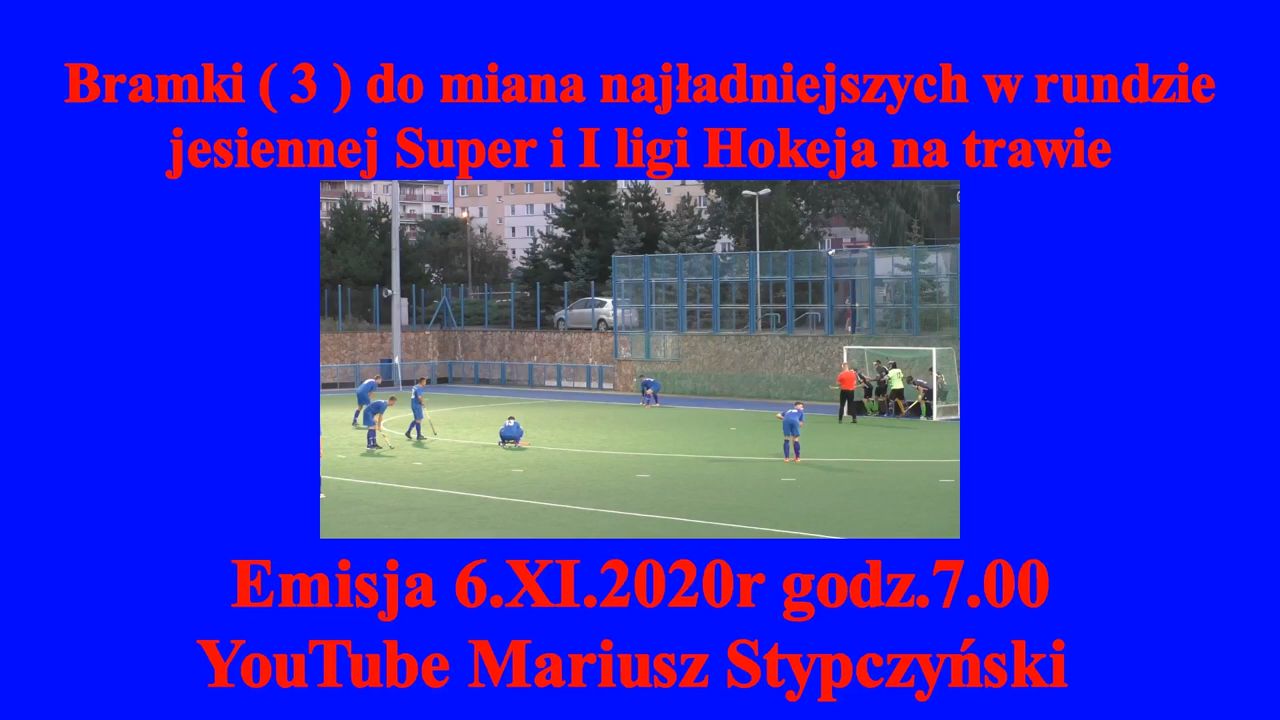 Bramki ( 3 ) do miana najładniejszych w rundzie
jesiennej Super i I ligi Hokeja na trawie
Emisja 6.XI.2020r godz.7.00
YouTube Mariusz Stypczyński